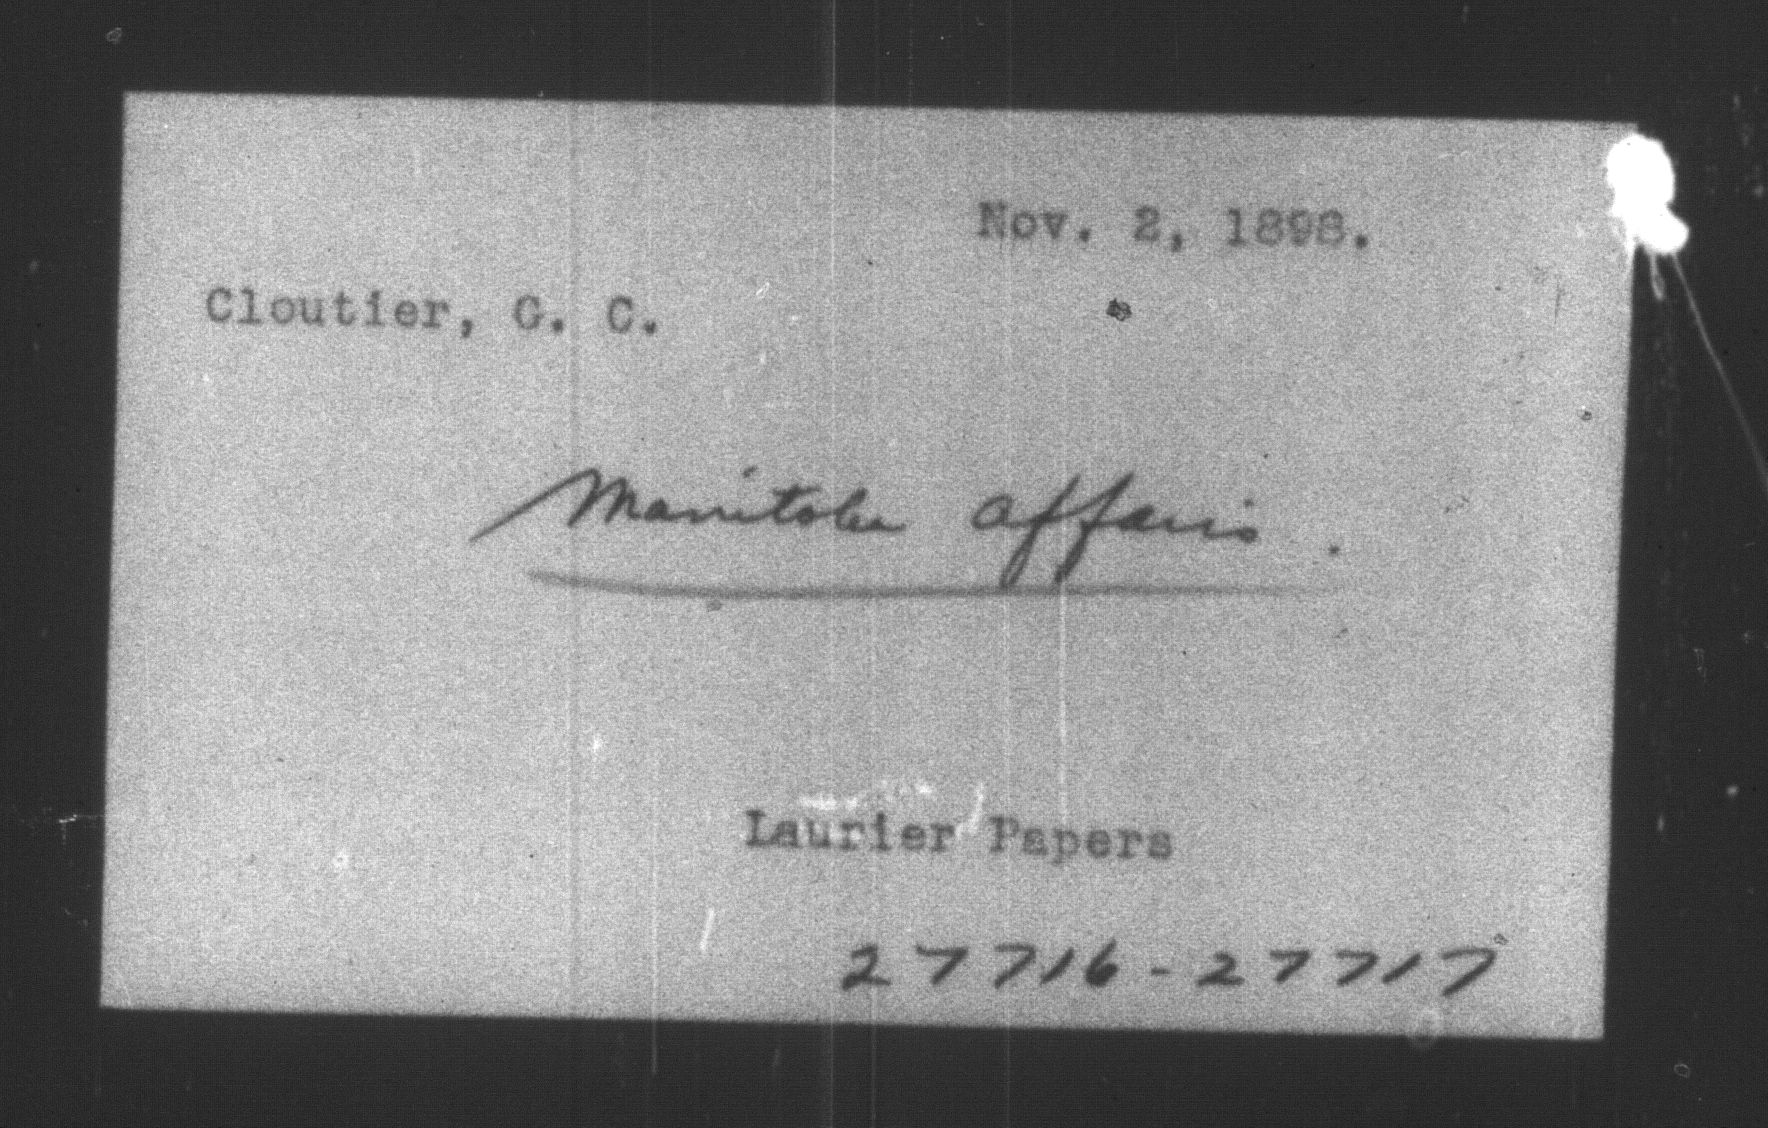 Nov. 2, 1898.
Cloutier, G. C.
Manitoba affairs.
Laurier Papers
27716-27717